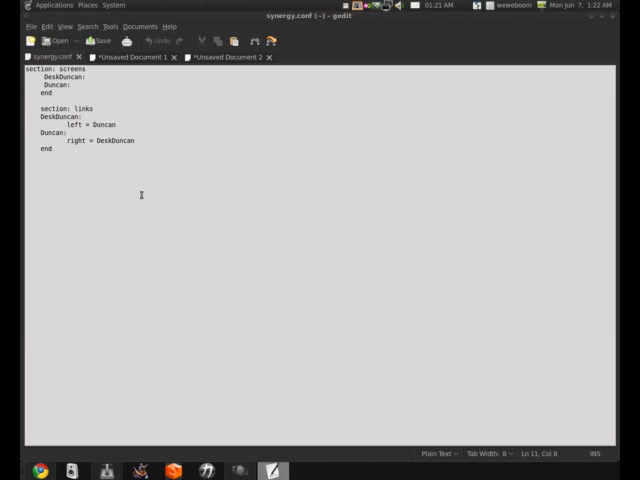 Applications Places System 01:21 AM weweboom Mon Jun 7, 1:22 AM
synergy.conf (~) - gedit
File Edit View Search Tools Documents Help
Open Save Undo
synergy.conf *Unsaved Document 1 *Unsaved Document 2
section: screens
DeskDuncan:
Duncan:
end
section: links
DeskDuncan:
left = Duncan
Duncan:
right = DeskDuncan
end
Plain Text Tab Width: 8 Ln 11, Col 8 INS